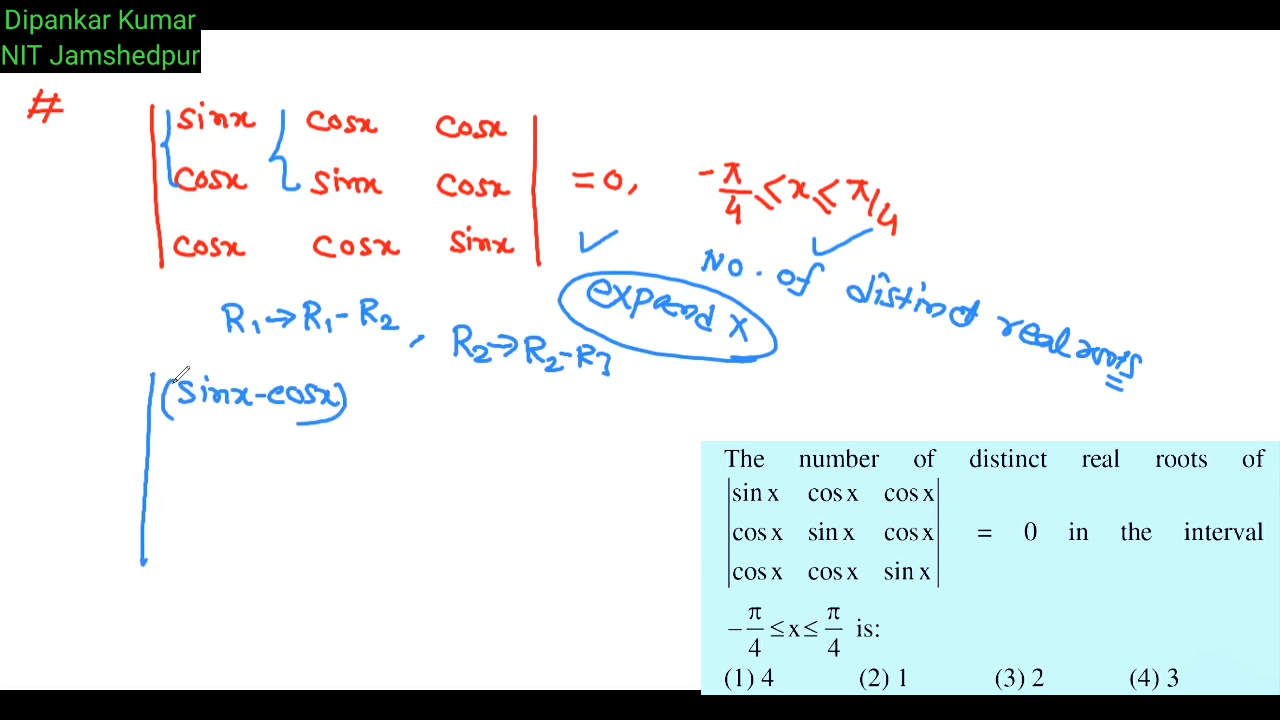 Dipankar Kumar
NIT Jamshedpur
# | sinx cosx cosx |
| cosx sinx cosx | = 0, -π/4 ≤ x ≤ π/4
| cosx cosx sinx |
No. of distinct real roots
expand x
R₁→R₁-R₂, R₂→R₂-R₃
(sinx-cosx)
The number of distinct real roots of
|sin x cos x cos x|
|cos x sin x cos x| = 0 in the interval
|cos x cos x sin x|
-π/4 ≤ x ≤ π/4 is:
(1) 4 (2) 1 (3) 2 (4) 3